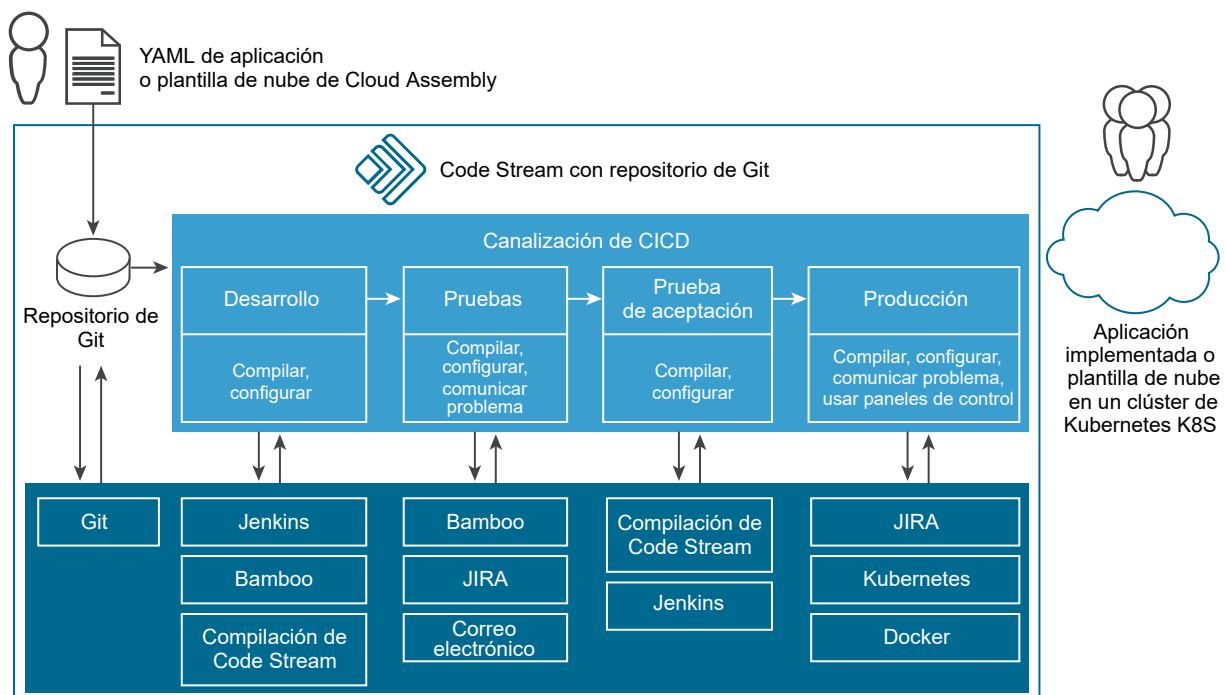 YAML de aplicación
o plantilla de nube de Cloud Assembly
Code Stream con repositorio de Git
Canalización de CICD
Repositorio de
Git
Desarrollo
Compilar,
configurar
Pruebas
Compilar,
configurar,
comunicar
problema
Prueba
de aceptación
Compilar,
configurar
Producción
Compilar, configurar,
comunicar problema,
usar paneles de control
Aplicación
implementada o
plantilla de nube
en un clúster de
Kubernetes K8S
Git
Jenkins
Bamboo
Compilación de
Code Stream
Bamboo
JIRA
Correo
electrónico
Compilación de
Code Stream
Jenkins
JIRA
Kubernetes
Docker